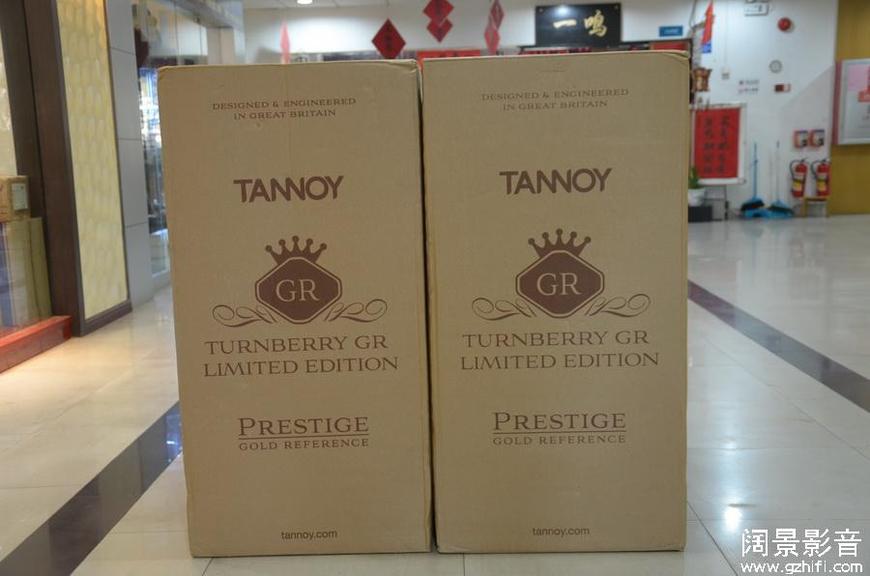 一鳴
DESIGNED & ENGINEERED
IN GREAT BRITAIN
TANNOY
GR
TURNBERRY GR
LIMITED EDITION
PRESTIGE
GOLD REFERENCE
tannoy.com
DESIGNED & ENGINEERED
IN GREAT BRITAIN
TANNOY
GR
TURNBERRY GR
LIMITED EDITION
PRESTIGE
GOLD REFERENCE
tannoy.com
阔景影音
www.gzhifi.com